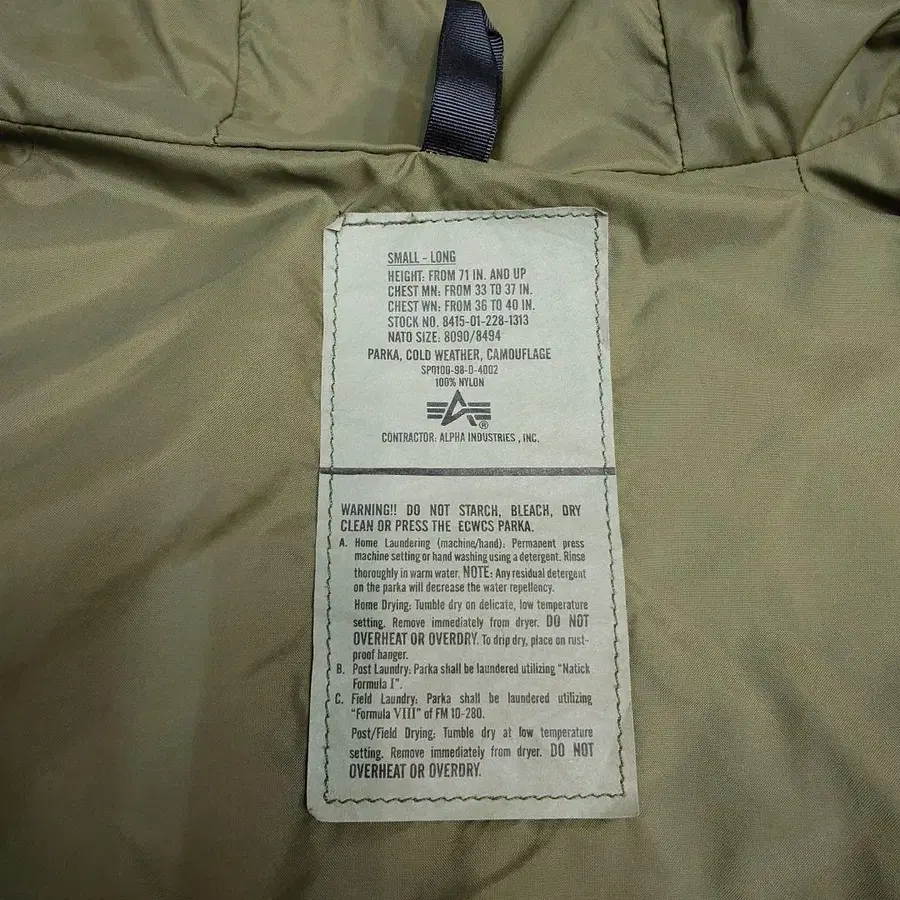 SMALL - LONG
HEIGHT: FROM 71 IN. AND UP
CHEST MN: FROM 33 TO 37 IN.
CHEST WN: FROM 36 TO 40 IN.
STOCK NO. 8415-01-228-1313
NATO SIZE: 8090/8494
PARKA, COLD WEATHER, CAMOUFLAGE
SP0100-98-D-4002
100% NYLON
®
CONTRACTOR: ALPHA INDUSTRIES , INC.
WARNING!! DO NOT STARCH, BLEACH, DRY
CLEAN OR PRESS THE ECWCS PARKA.
A. Home Laundering (machine/hand): Permanent press
machine setting or hand washing using a detergent. Rinse
thoroughly in warm water. NOTE: Any residual detergent
on the parka will decrease the water repellency.
Home Drying: Tumble dry on delicate, low temperature
setting. Remove immediately from dryer. DO NOT
OVERHEAT OR OVERDRY. To drip dry, place on rust-
proof hanger.
B. Post Laundry: Parka shall be laundered utilizing "Natick
Formula I".
C. Field Laundry: Parka shall be laundered utilizing
"Formula VIII" of FM 10-280.
Post/Field Drying: Tumble dry at low temperature
setting. Remove immediately from dryer. DO NOT
OVERHEAT OR OVERDRY.